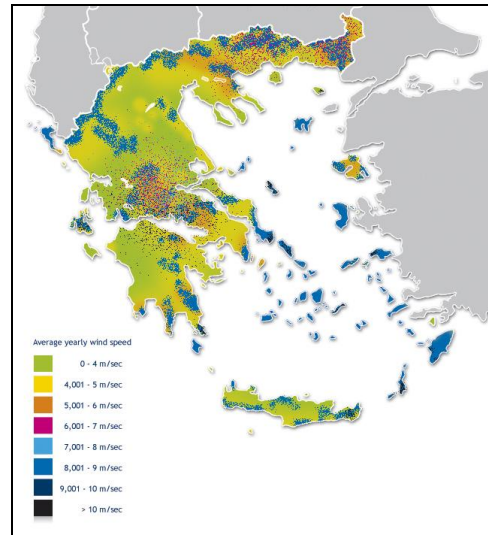 Average yearly wind speed
0 - 4 m/sec
4,001 - 5 m/sec
5,001 - 6 m/sec
6,001 - 7 m/sec
7,001 - 8 m/sec
8,001 - 9 m/sec
9,001 - 10 m/sec
> 10 m/sec